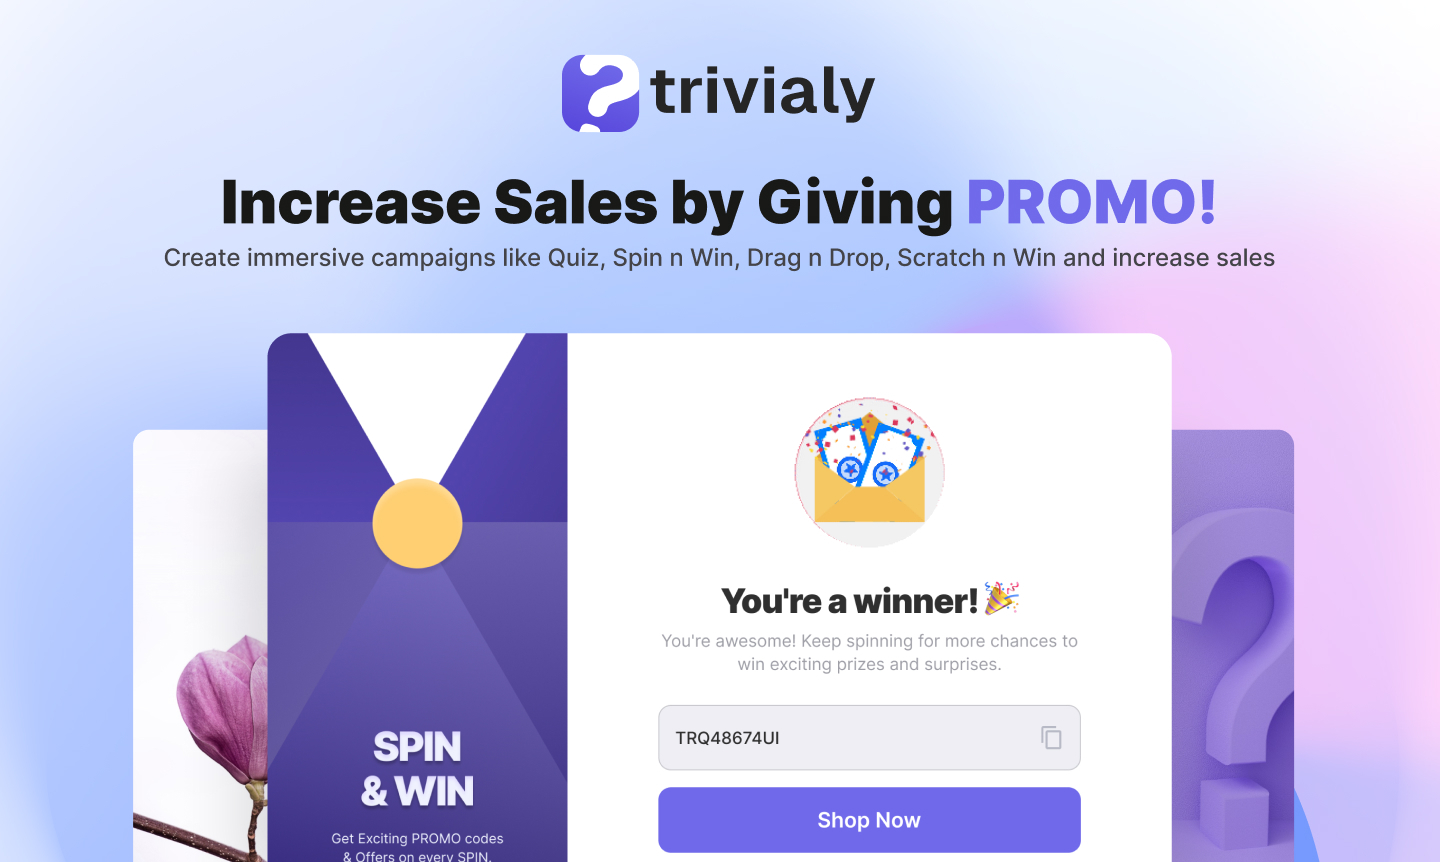 trivialy
Increase Sales by Giving PROMO!
Create immersive campaigns like Quiz, Spin n Win, Drag n Drop, Scratch n Win and increase sales
You're a winner!
You're awesome! Keep spinning for more chances to
win exciting prizes and surprises.
TRQ48674UI
Shop Now
SPIN
& WIN
Get Exciting PROMO codes
& Offers on every SPIN.